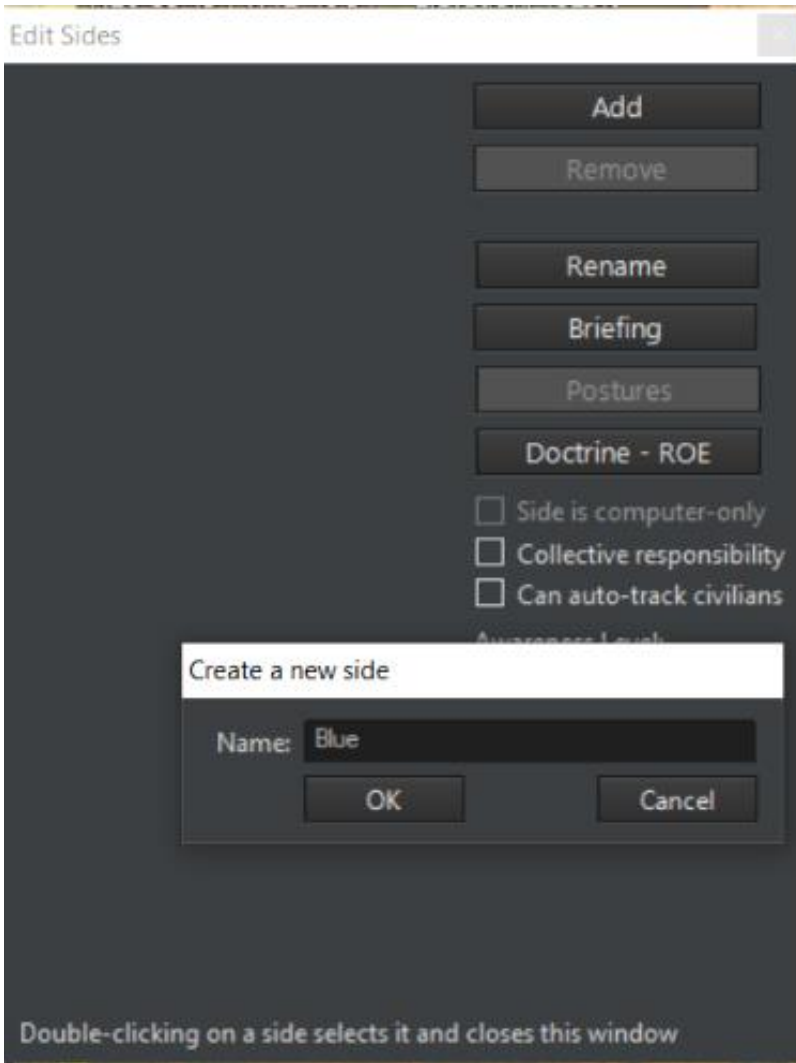 Edit Sides
Add
Remove
Rename
Briefing
Postures
Doctrine - ROE
Side is computer-only
Collective responsibility
Can auto-track civilians
Create a new side
Name: Blue
OK Cancel
Double-clicking on a side selects it and closes this window